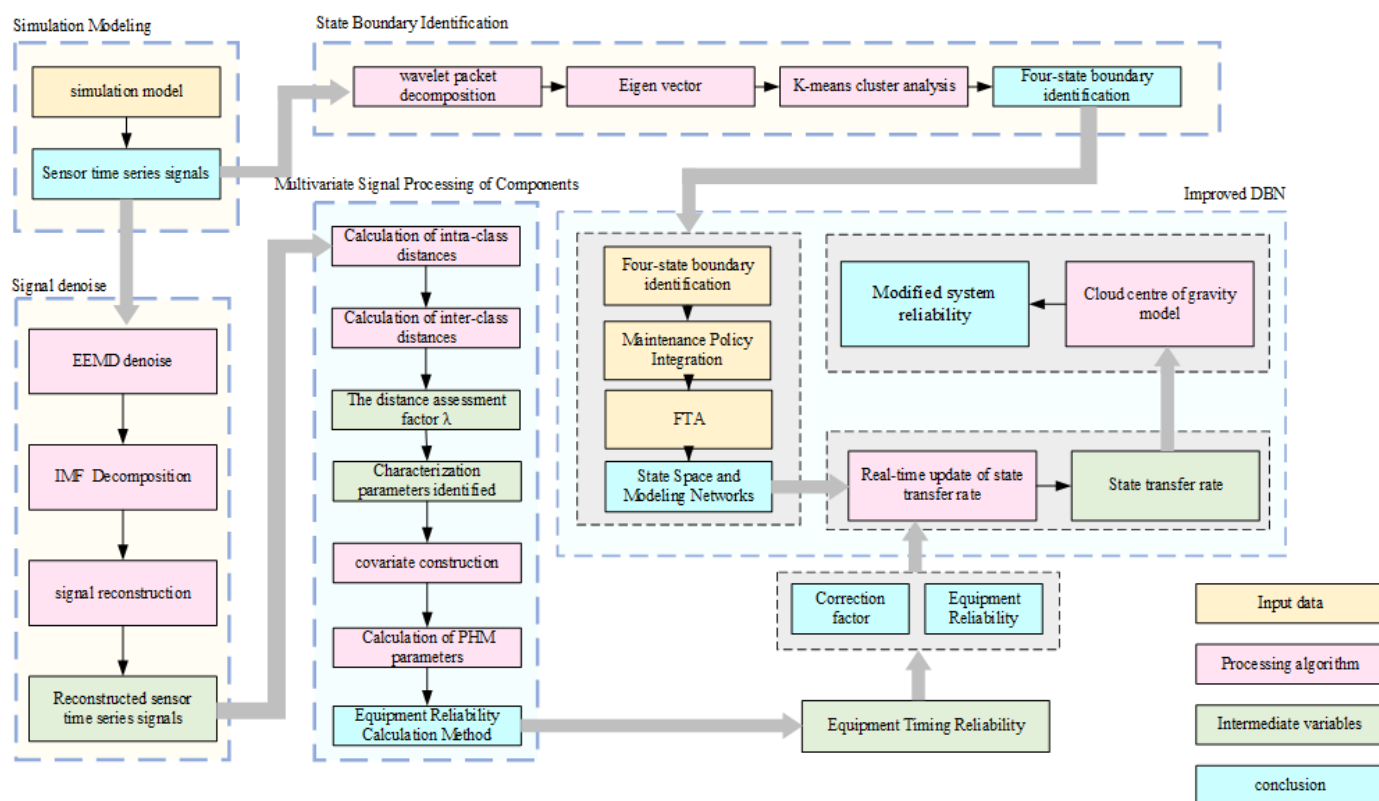 Simulation Modeling
simulation model
Sensor time series signals
State Boundary Identification
wavelet packet
decomposition
Eigen vector
K-means cluster analysis
Four-state boundary
identification
Signal denoise
EEMD denoise
IMF Decomposition
signal reconstruction
Reconstructed sensor
time series signals
Multivariate Signal Processing of Components
Calculation of intra-class
distances
Calculation of inter-class
distances
The distance assessment
factor λ
Characterization
parameters identified
covariate construction
Calculation of PHM
parameters
Equipment Reliability
Calculation Method
Improved DBN
Four-state boundary
identification
Maintenance Policy
Integration
FTA
State Space and
Modeling Networks
Modified system
reliability
Cloud centre of gravity
model
Real-time update of state
transfer rate
State transfer rate
Correction
factor
Equipment
Reliability
Equipment Timing Reliability
Input data
Processing algorithm
Intermediate variables
conclusion